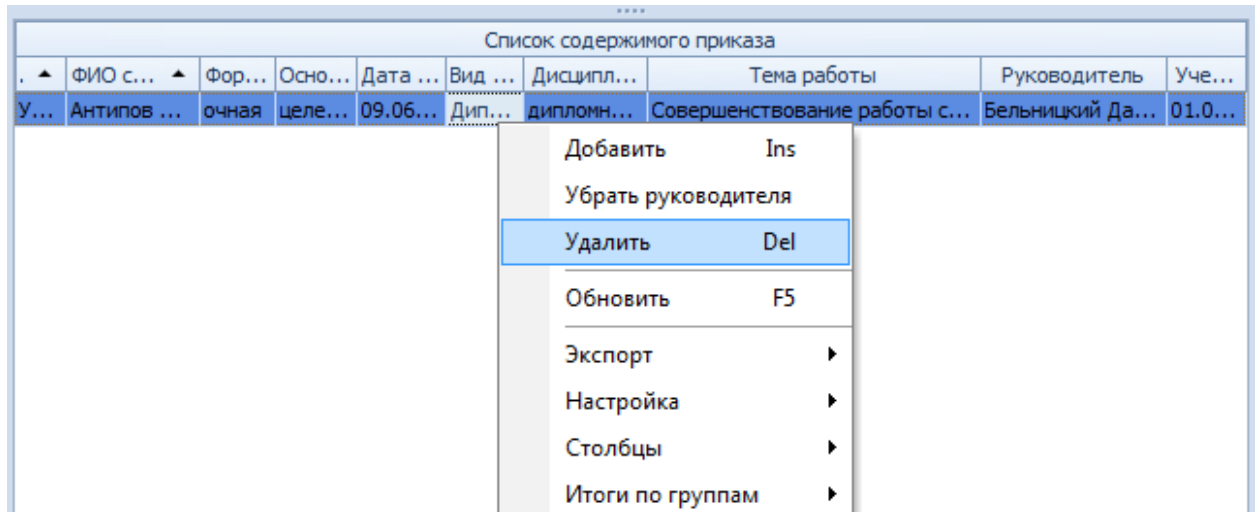 Список содержимого приказа
. ФИО с... Фор... Осно... Дата ... Вид ... Дисципл... Тема работы Руководитель Уче...
У... Антипов ... очная целе... 09.06... Дип... дипломн... Совершенствование работы с... Бельницкий Да... 01.0...
Добавить Ins
Убрать руководителя
Удалить Del
Обновить F5
Экспорт
Настройка
Столбцы
Итоги по группам